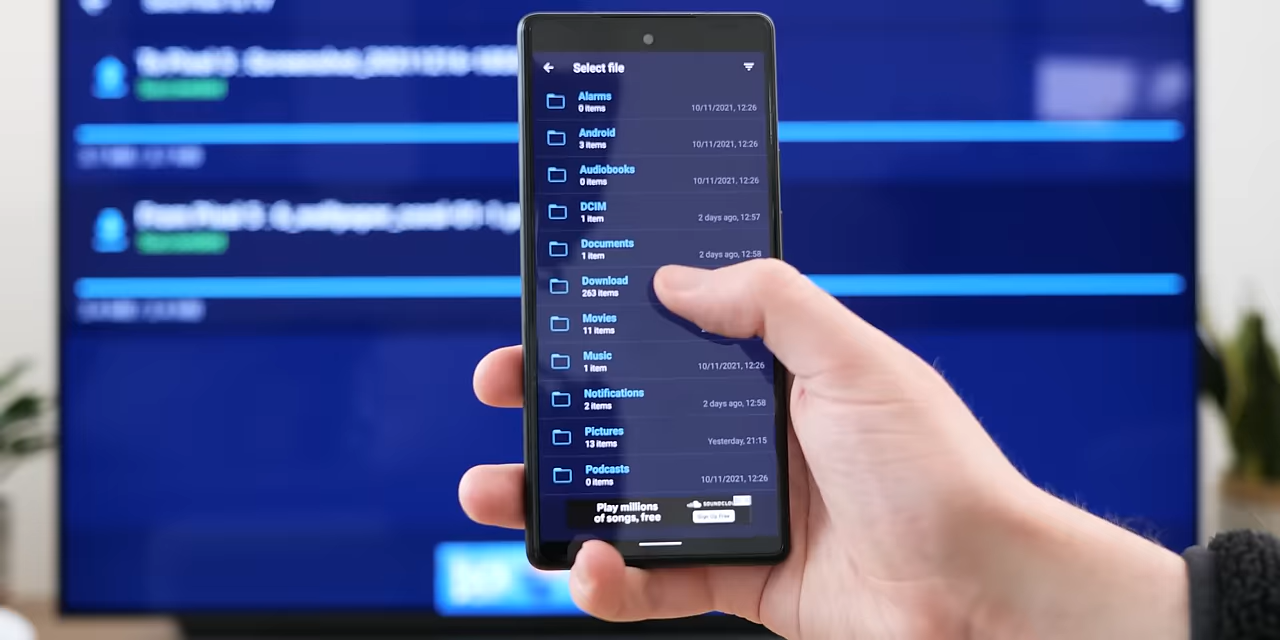 Select file
Alarms
0 items
10/11/2021, 12:26
Android
3 items
10/11/2021, 12:26
Audiobooks
0 items
10/11/2021, 12:26
DCIM
1 item
2 days ago, 12:57
Documents
1 item
2 days ago, 12:58
Download
263 items
Movies
11 items
Music
1 item
10/11/2021, 12:26
Notifications
2 items
2 days ago, 12:58
Pictures
13 items
Yesterday, 21:15
Podcasts
0 items
10/11/2021, 12:26
Play millions
of songs, free
Sign Up Free